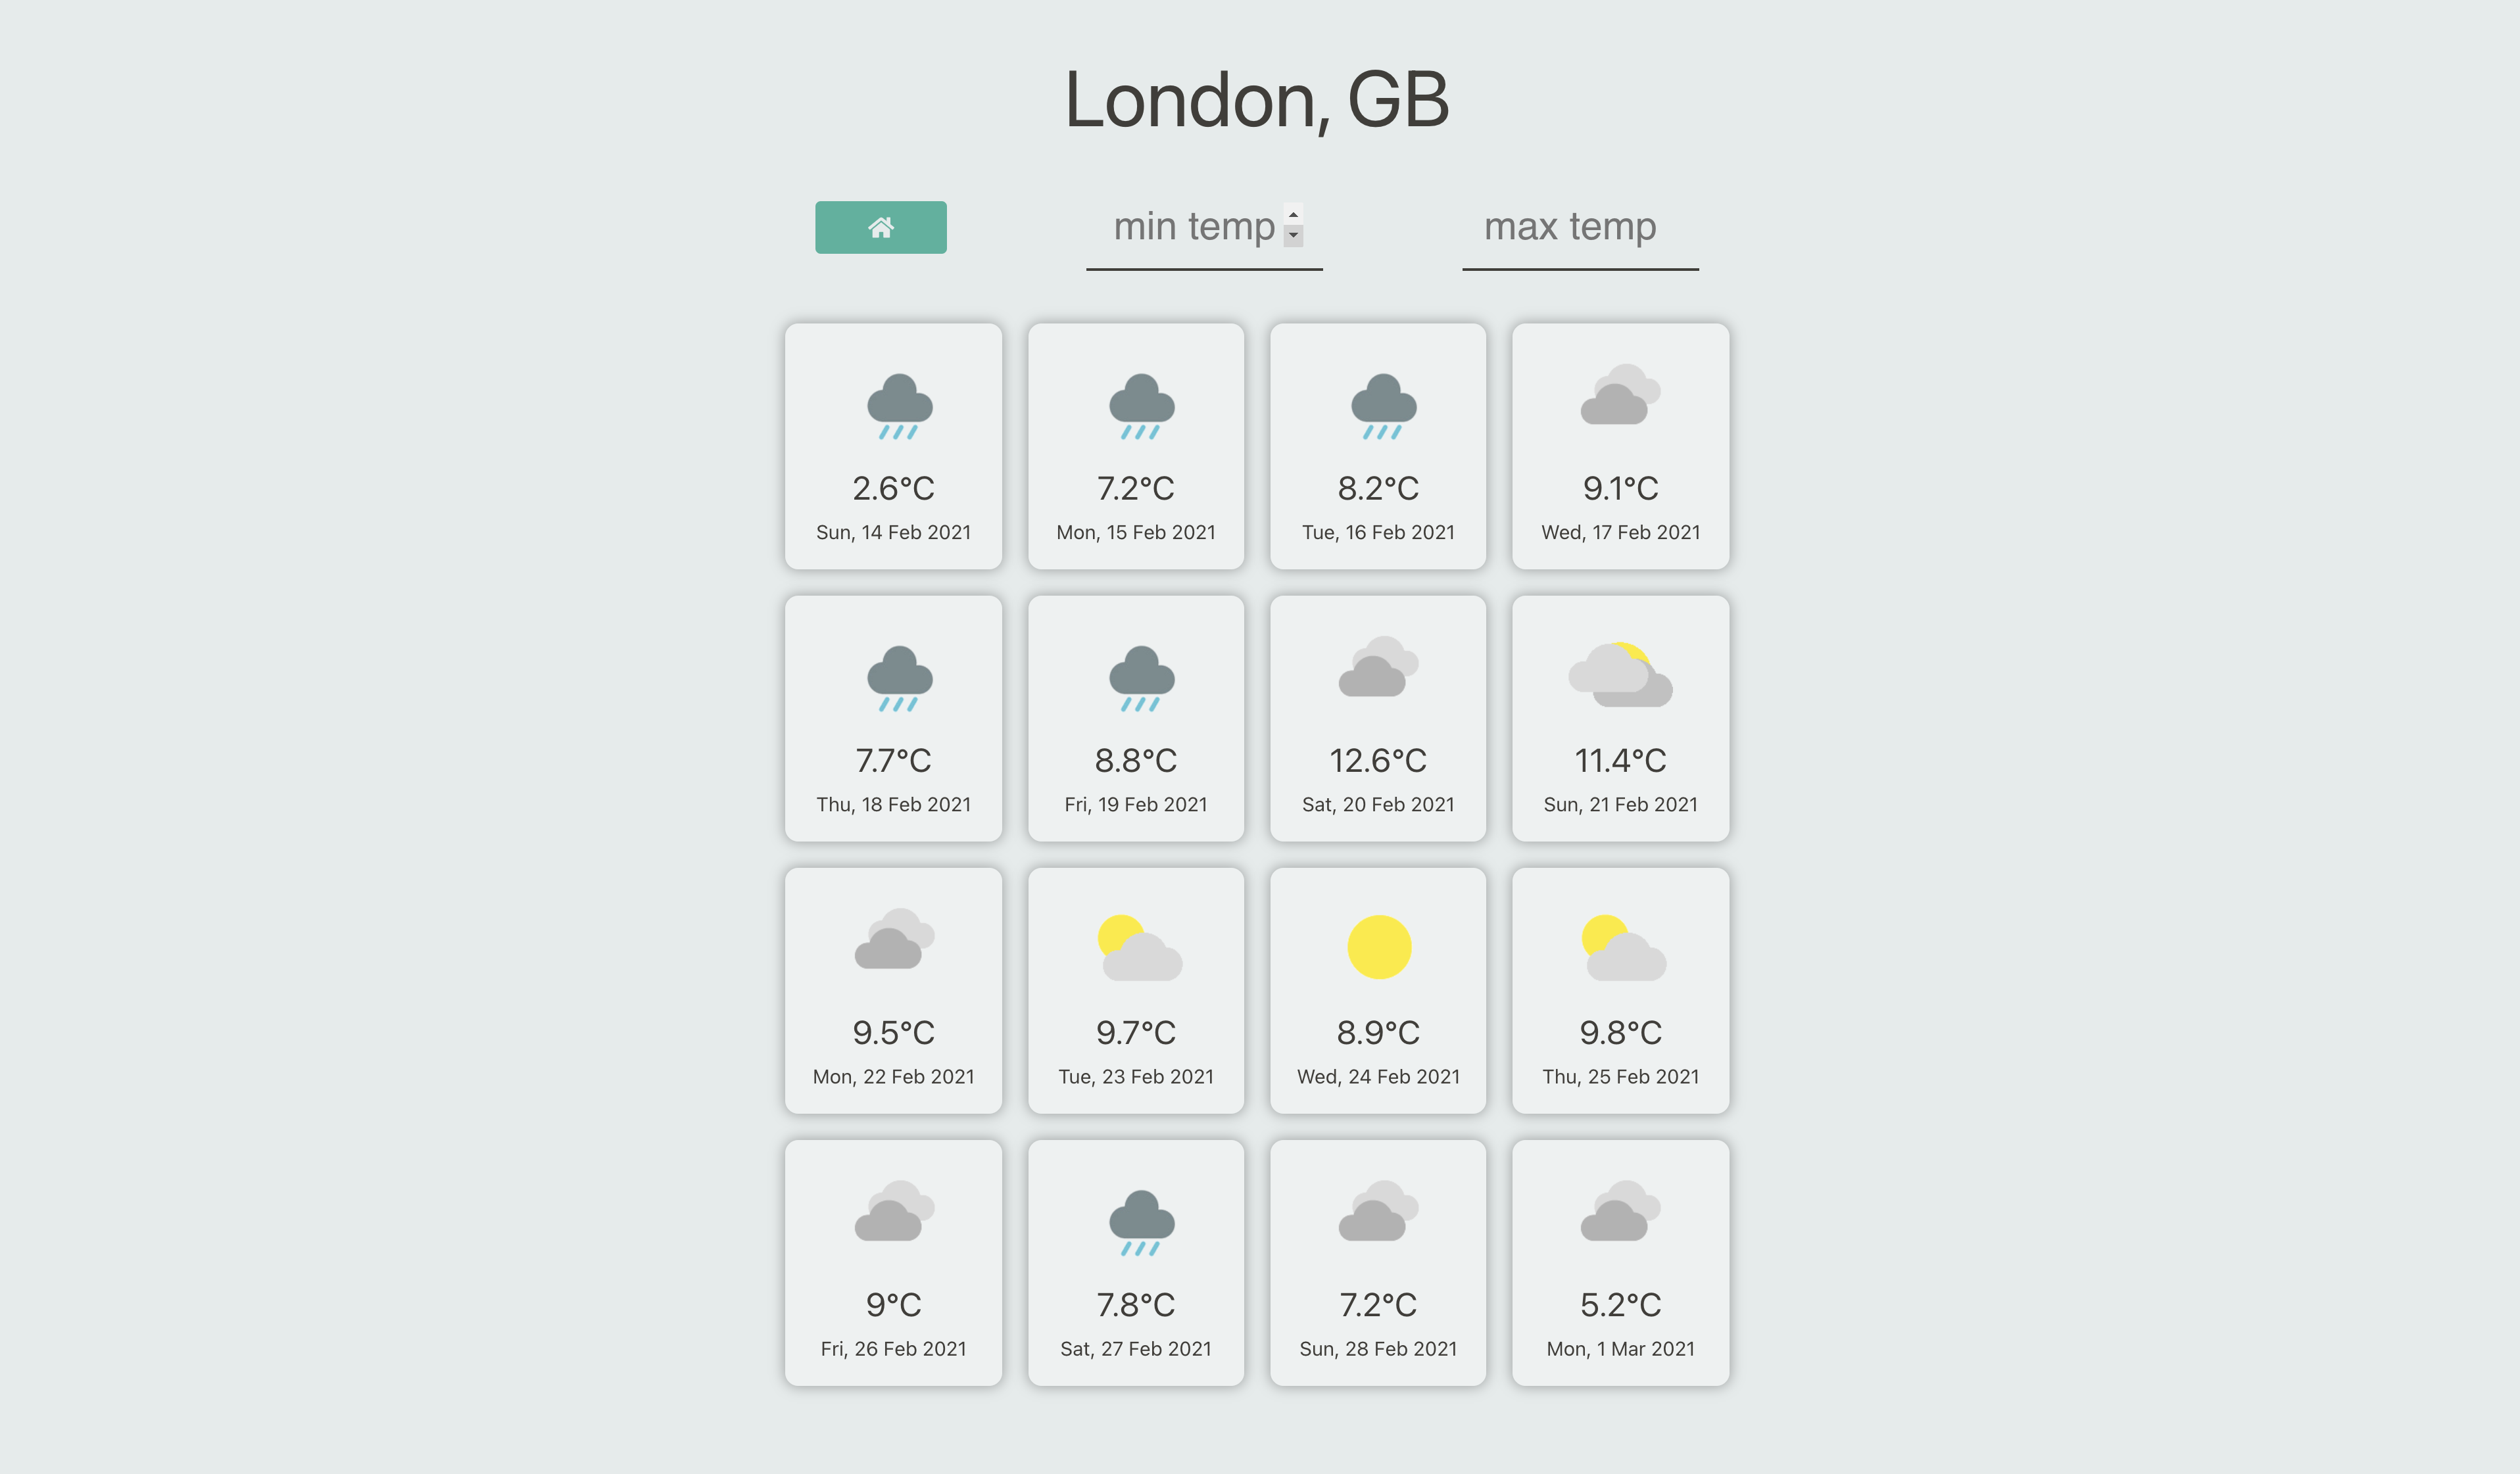 London, GB
min temp
max temp
2.6°C
Sun, 14 Feb 2021
7.2°C
Mon, 15 Feb 2021
8.2°C
Tue, 16 Feb 2021
9.1°C
Wed, 17 Feb 2021
7.7°C
Thu, 18 Feb 2021
8.8°C
Fri, 19 Feb 2021
12.6°C
Sat, 20 Feb 2021
11.4°C
Sun, 21 Feb 2021
9.5°C
Mon, 22 Feb 2021
9.7°C
Tue, 23 Feb 2021
8.9°C
Wed, 24 Feb 2021
9.8°C
Thu, 25 Feb 2021
9°C
Fri, 26 Feb 2021
7.8°C
Sat, 27 Feb 2021
7.2°C
Sun, 28 Feb 2021
5.2°C
Mon, 1 Mar 2021